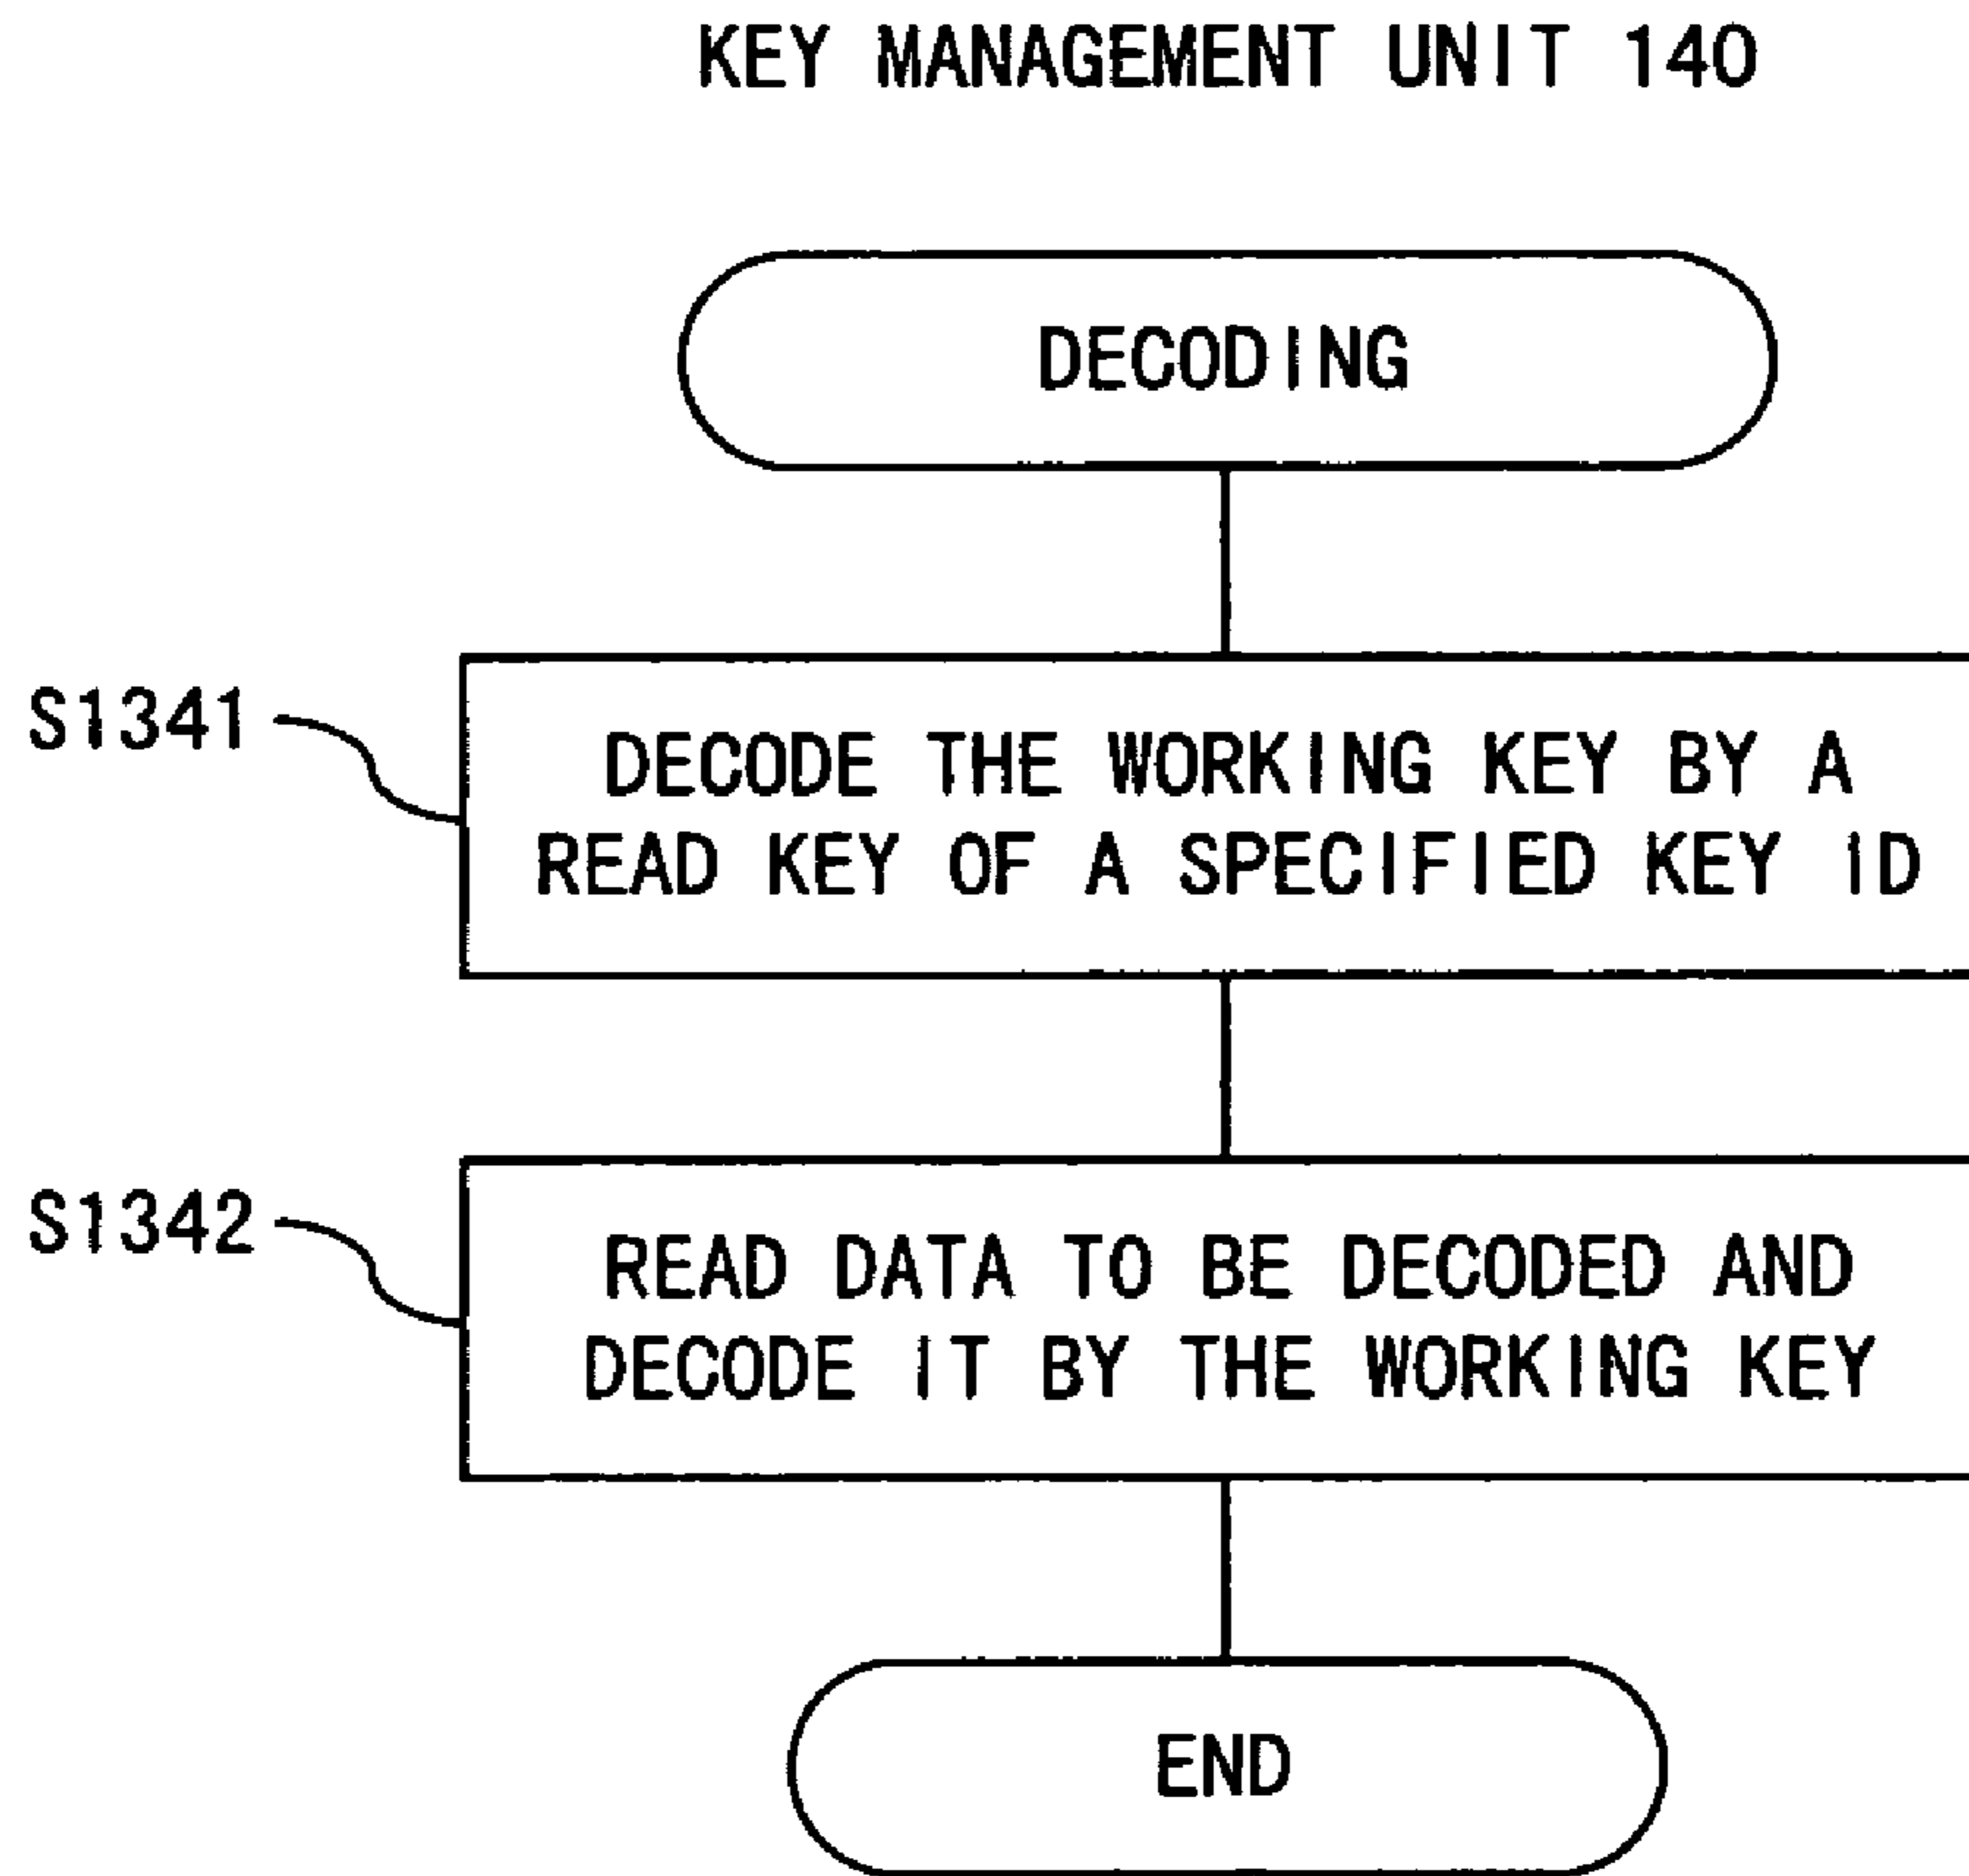 KEY MANAGEMENT UNIT 140
DECODING
S1341
DECODE THE WORKING KEY BY A
READ KEY OF A SPECIFIED KEY ID
S1342
READ DATA TO BE DECODED AND
DECODE IT BY THE WORKING KEY
END